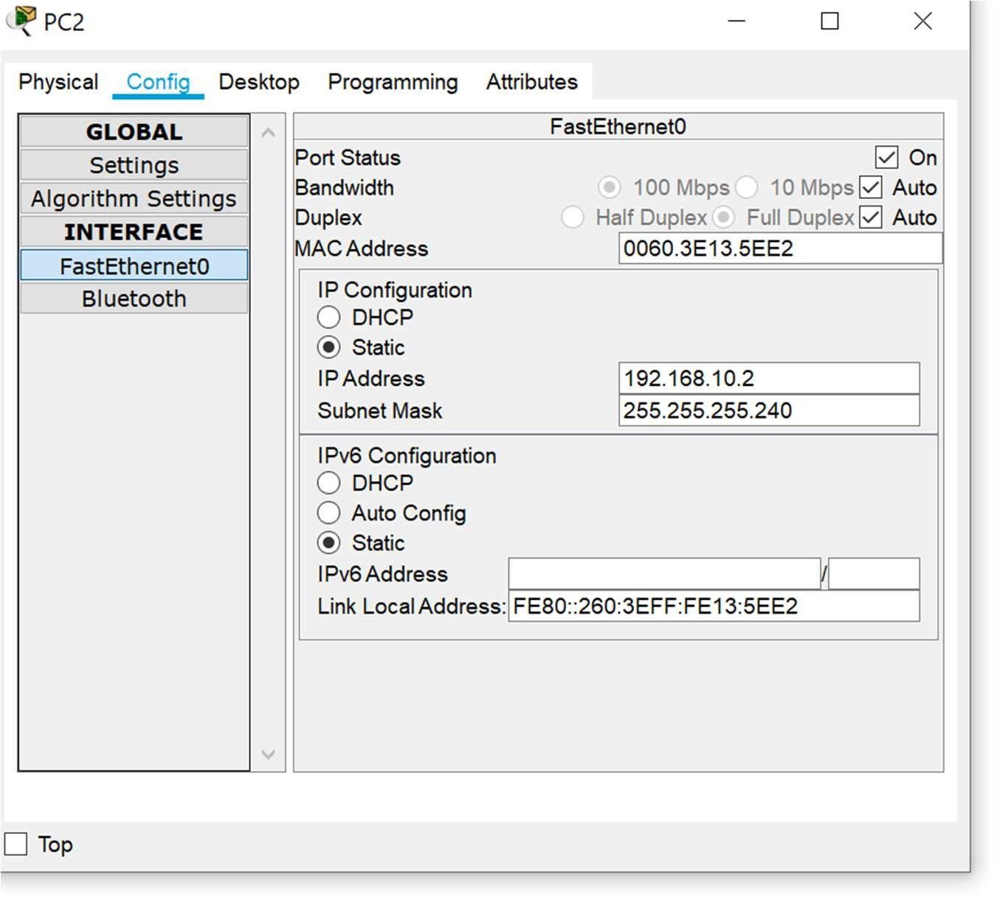 PC2
Physical Config Desktop Programming Attributes
GLOBAL
Settings
Algorithm Settings
INTERFACE
FastEthernet0
Bluetooth
FastEthernet0
Port Status On
Bandwidth 100 Mbps 10 Mbps Auto
Duplex Half Duplex Full Duplex Auto
MAC Address 0060.3E13.5EE2
IP Configuration
DHCP
Static
IP Address 192.168.10.2
Subnet Mask 255.255.255.240
IPv6 Configuration
DHCP
Auto Config
Static
IPv6 Address /
Link Local Address: FE80::260:3EFF:FE13:5EE2
Top